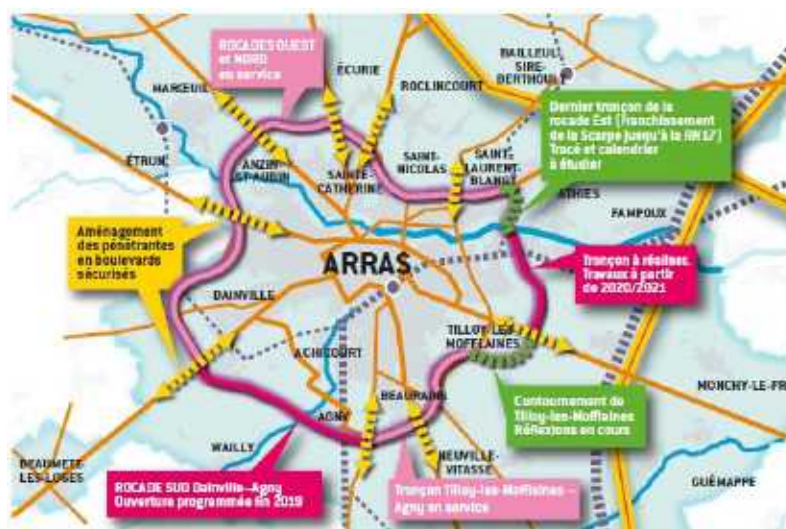 ROCADES OUEST
et NORD
en service
ÉCURIE
BAILLEUL-
SIRE-
BERTHOULT
MARŒUIL
ROCLINCOURT
Dernier tronçon de la
rocade Est (franchissement
de la Scarpe jusqu'à la RN17)
Tracé et calendrier
à étudier
ÉTRUN
ANZIN-
ST-AUBIN
SAINTE-
CATHERINE
SAINT-
NICOLAS
SAINT-
LAURENT-
BLANGY
ATHIES
FAMPOUX
Aménagement
des pénétrantes
en boulevards
sécurisés
ARRAS
Tronçon à réaliser.
Travaux à partir
de 2020/2021
DAINVILLE
TILLOY-LES-
MOFFLAINES
ACHICOURT
MONCHY-LE-PR
BEAURAINS
Contournement de
Tilloy-les-Mofflaines
Réflexions en cours
AGNY
WAILLY
NEUVILLE-
VITASSE
BEAUMETZ-
LES-LOGES
ROCADE SUD Dainville-Agny
Ouverture programmée fin 2019
Tronçon Tilloy-les-Mofflaines –
Agny en service
GUÉMAPPE